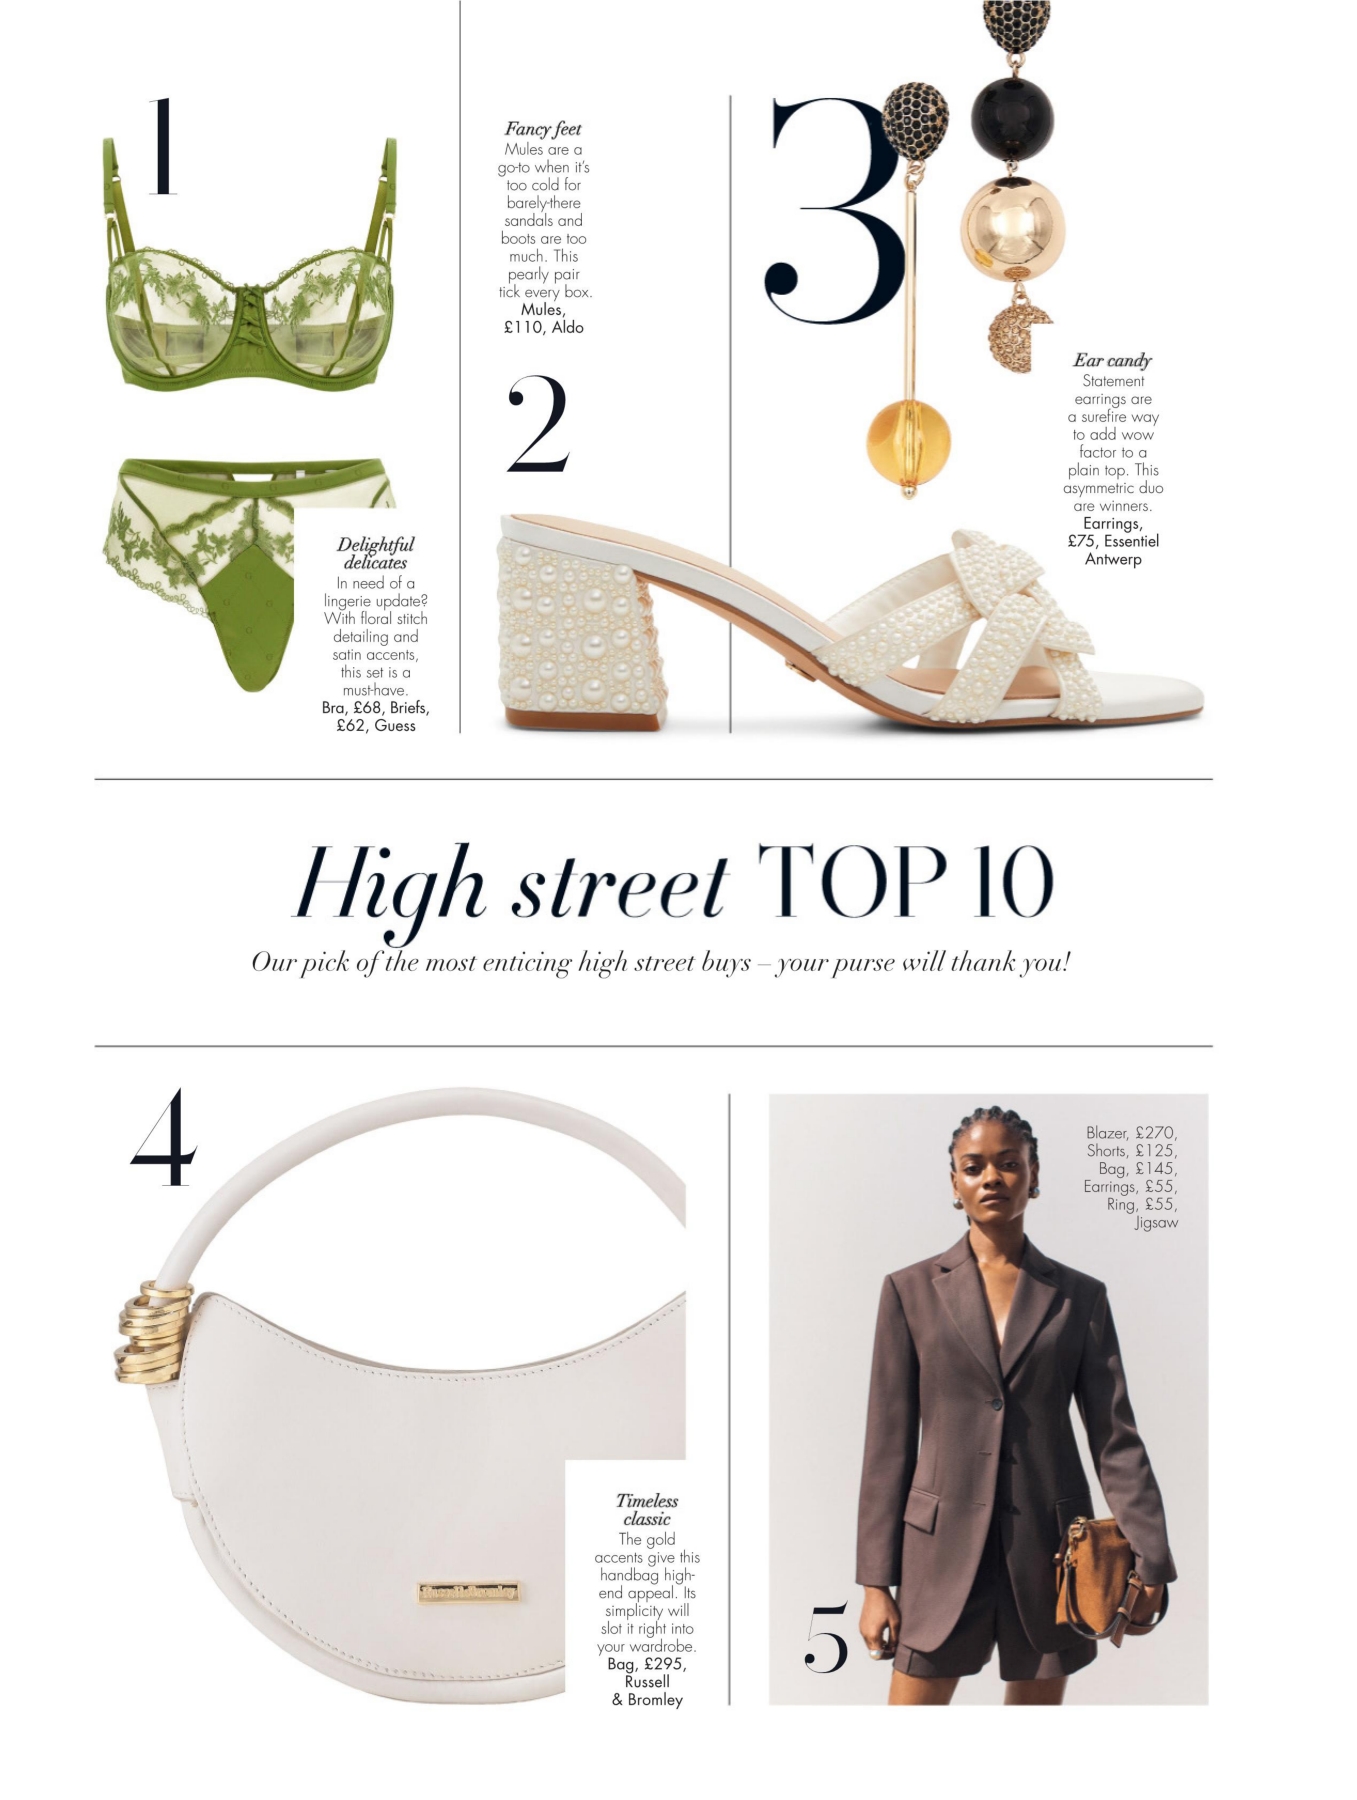 1
Delightful
delicates
In need of a
lingerie update?
With floral stitch
detailing and
satin accents,
this set is a
must-have.
Bra, £68, Briefs,
£62, Guess
Fancy feet
Mules are a
go-to when it's
too cold for
barely-there
sandals and
boots are too
much. This
pearly pair
tick every box.
Mules,
£110, Aldo
2
3
Ear candy
Statement
earrings are
a surefire way
to add wow
factor to a
plain top. This
asymmetric duo
are winners.
Earrings,
£75, Essentiel
Antwerp
High street TOP 10
Our pick of the most enticing high street buys – your purse will thank you!
4
Russell&Bromley
Timeless
classic
The gold
accents give this
handbag high-
end appeal. Its
simplicity will
slot it right into
your wardrobe.
Bag, £295,
Russell
& Bromley
Blazer, £270,
Shorts, £125,
Bag, £145,
Earrings, £55,
Ring, £55,
Jigsaw
5